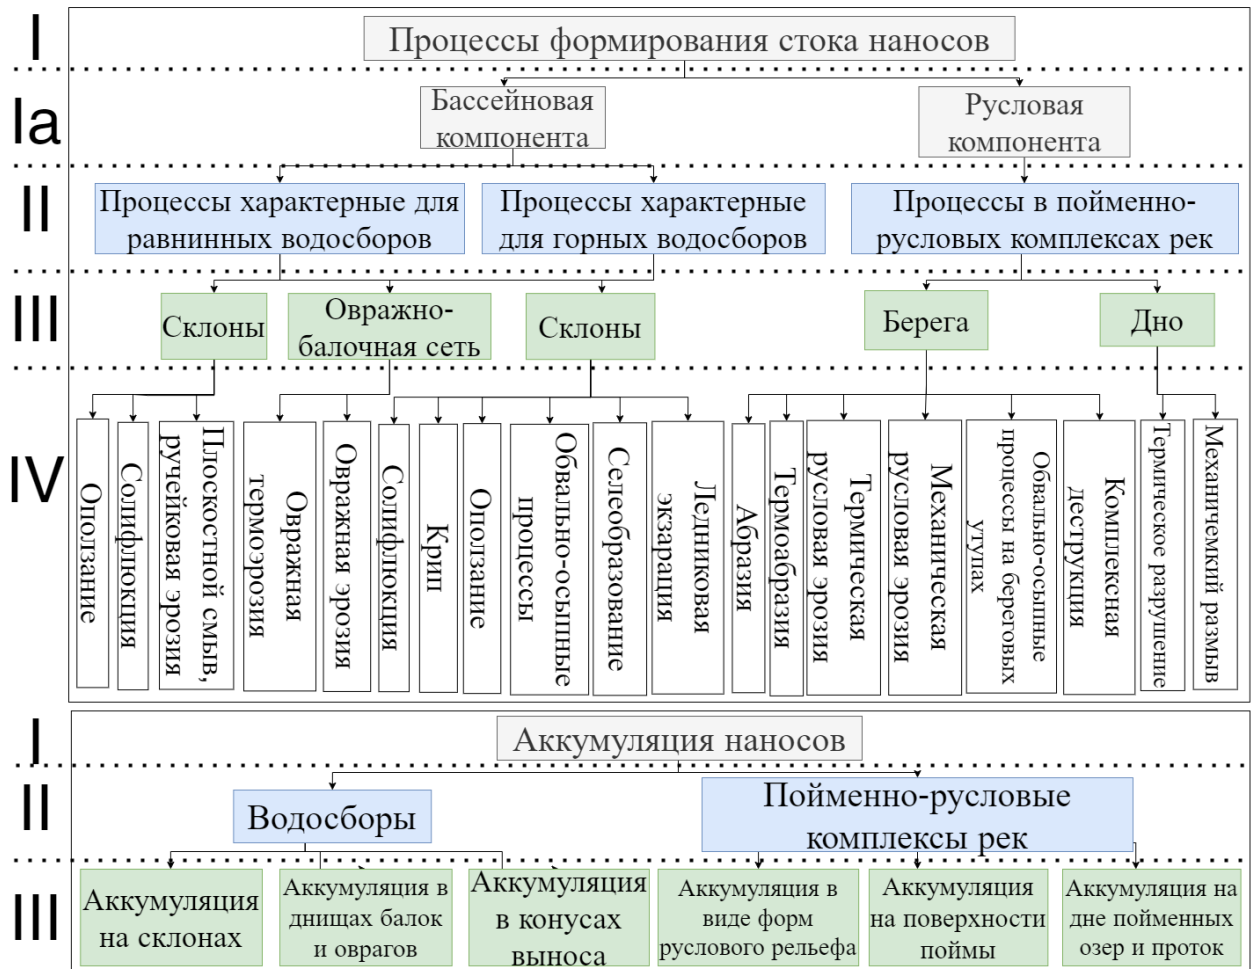 I
Процессы формирования стока наносов
Ia
Бассейновая
компонента
Русловая
компонента
II
Процессы характерные для
равнинных водосборов
Процессы характерные
для горных водосборов
Процессы в пойменно-
русловых комплексах рек
III
Склоны
Овражно-
балочная сеть
Склоны
Берега
Дно
IV
Оползание
Солифлюкция
Плоскостной смыв,
ручейковая эрозия
Овражная
термоэрозия
Овражная эрозия
Солифлюкция
Крип
Оползание
Обвально-осыпные
процессы
Селеобразование
Ледниковая
экзарация
Абразия
Термоабразия
Термическая
русловая эрозия
Механическая
русловая эрозия
Обвально-осыпные
процессы на береговых
утупах
Комплексная
деструкция
Термическое разрушение
Механичемкий размыв
I
Аккумуляция наносов
II
Водосборы
Пойменно-русловые
комплексы рек
III
Аккумуляция
на склонах
Аккумуляция в
днищах балок
и оврагов
Аккумуляция
в конусах
выноса
Аккумуляция в
виде форм
руслового рельефа
Аккумуляция
на поверхности
поймы
Аккумуляция на
дне пойменных
озер и проток